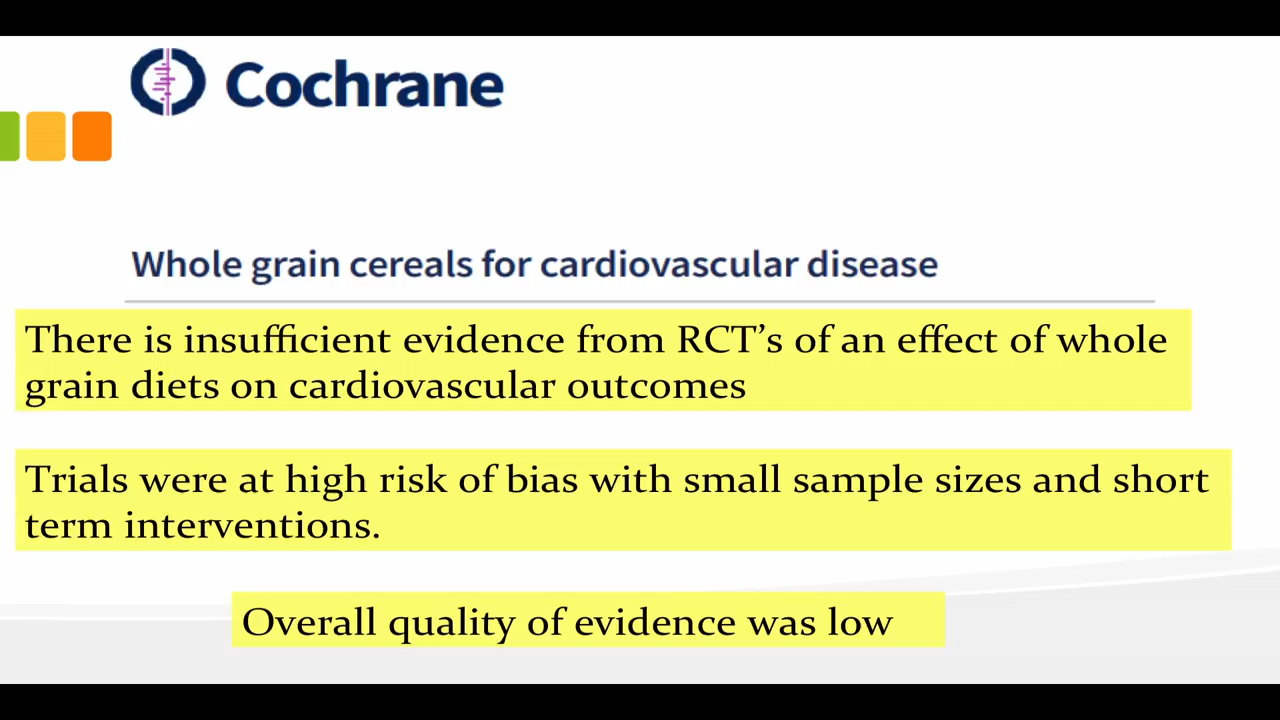 Cochrane
Whole grain cereals for cardiovascular disease
There is insufficient evidence from RCT’s of an effect of whole
grain diets on cardiovascular outcomes
Trials were at high risk of bias with small sample sizes and short
term interventions.
Overall quality of evidence was low